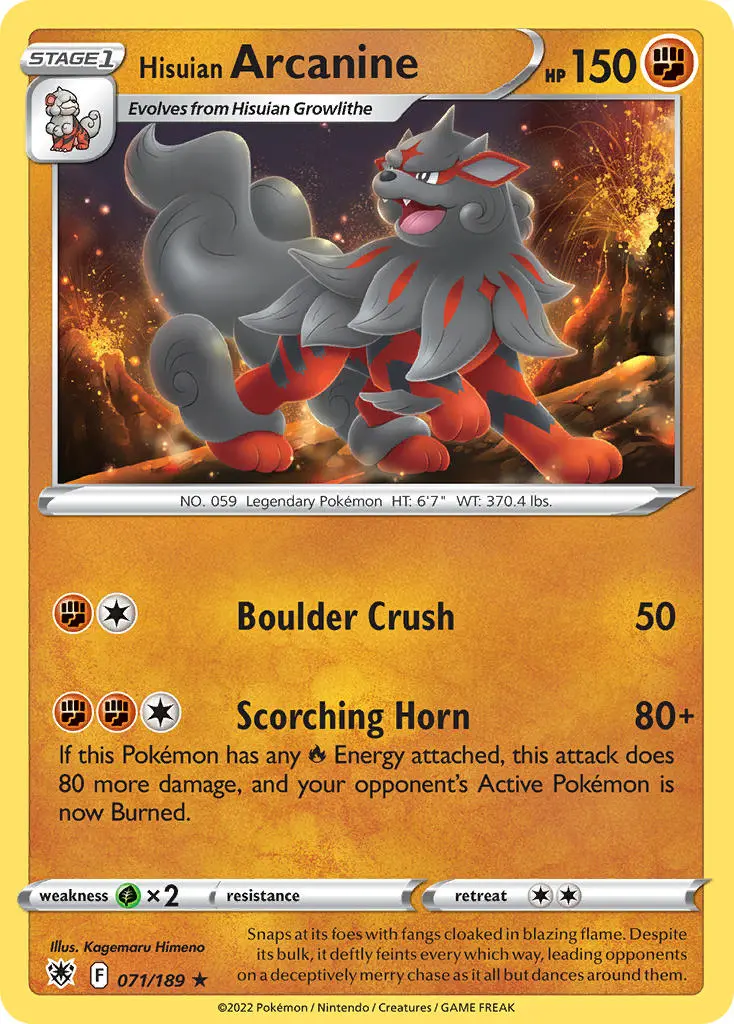 STAGE 1
Hisuian Arcanine
HP 150
Evolves from Hisuian Growlithe
NO. 059 Legendary Pokémon HT: 6'7" WT: 370.4 lbs.
Boulder Crush 50
Scorching Horn 80+
If this Pokémon has any Energy attached, this attack does
80 more damage, and your opponent's Active Pokémon is
now Burned.
weakness ×2 resistance retreat
Illus. Kagemaru Himeno
F 071/189 ★
Snaps at its foes with fangs cloaked in blazing flame. Despite
its bulk, it deftly feints every which way, leading opponents
on a deceptively merry chase as it all but dances around them.
©2022 Pokémon / Nintendo / Creatures / GAME FREAK